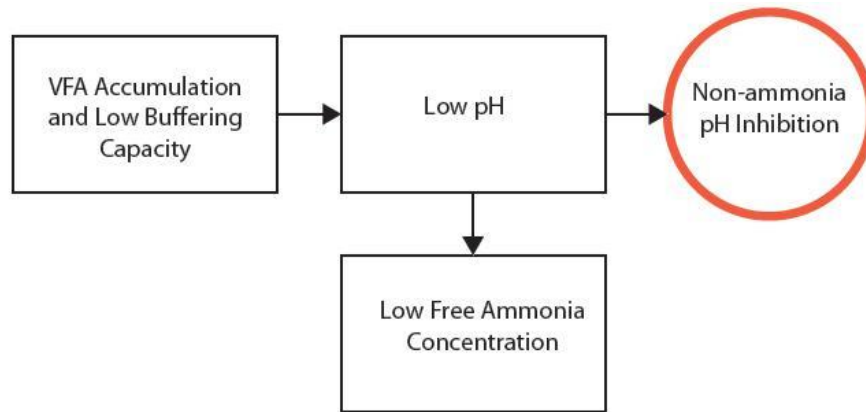 VFA Accumulation
and Low Buffering
Capacity
Low pH
Non-ammonia
pH Inhibition
Low Free Ammonia
Concentration